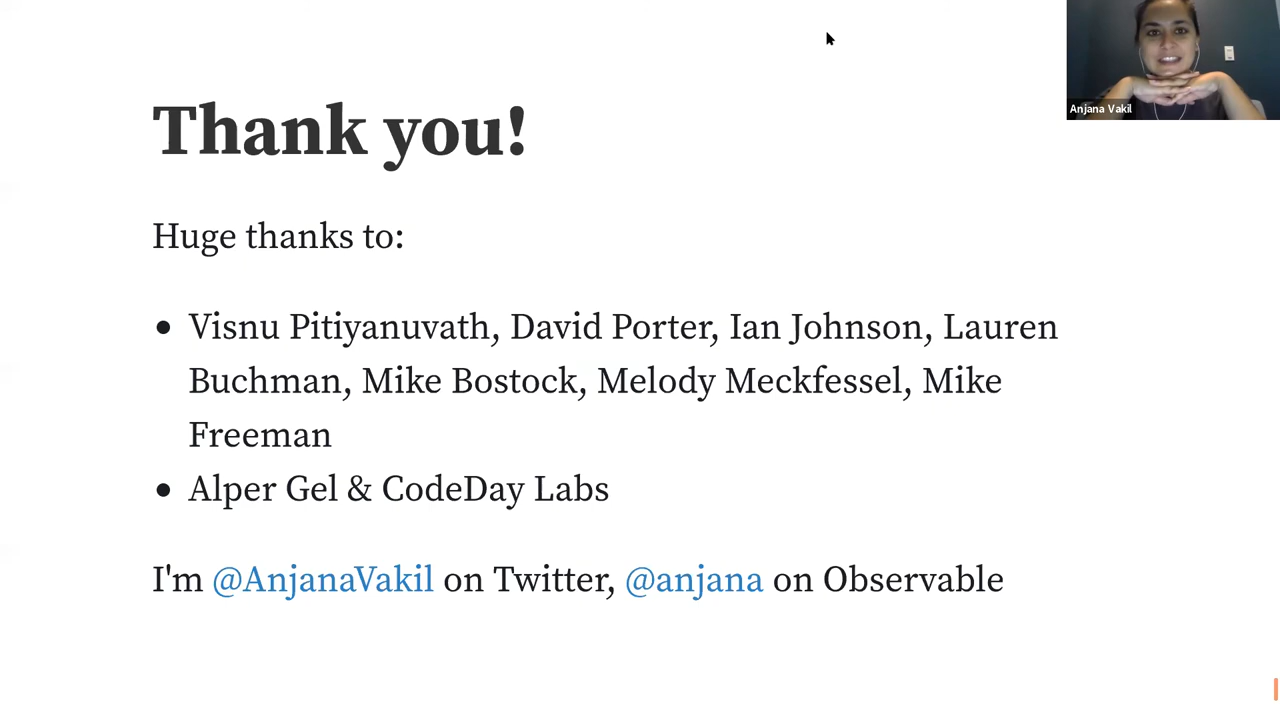 Anjana Vakil
Thank you!
Huge thanks to:
• Visnu Pitiyanuvath, David Porter, Ian Johnson, Lauren
Buchman, Mike Bostock, Melody Meckfessel, Mike
Freeman
• Alper Gel & CodeDay Labs
I'm @AnjanaVakil on Twitter, @anjana on Observable